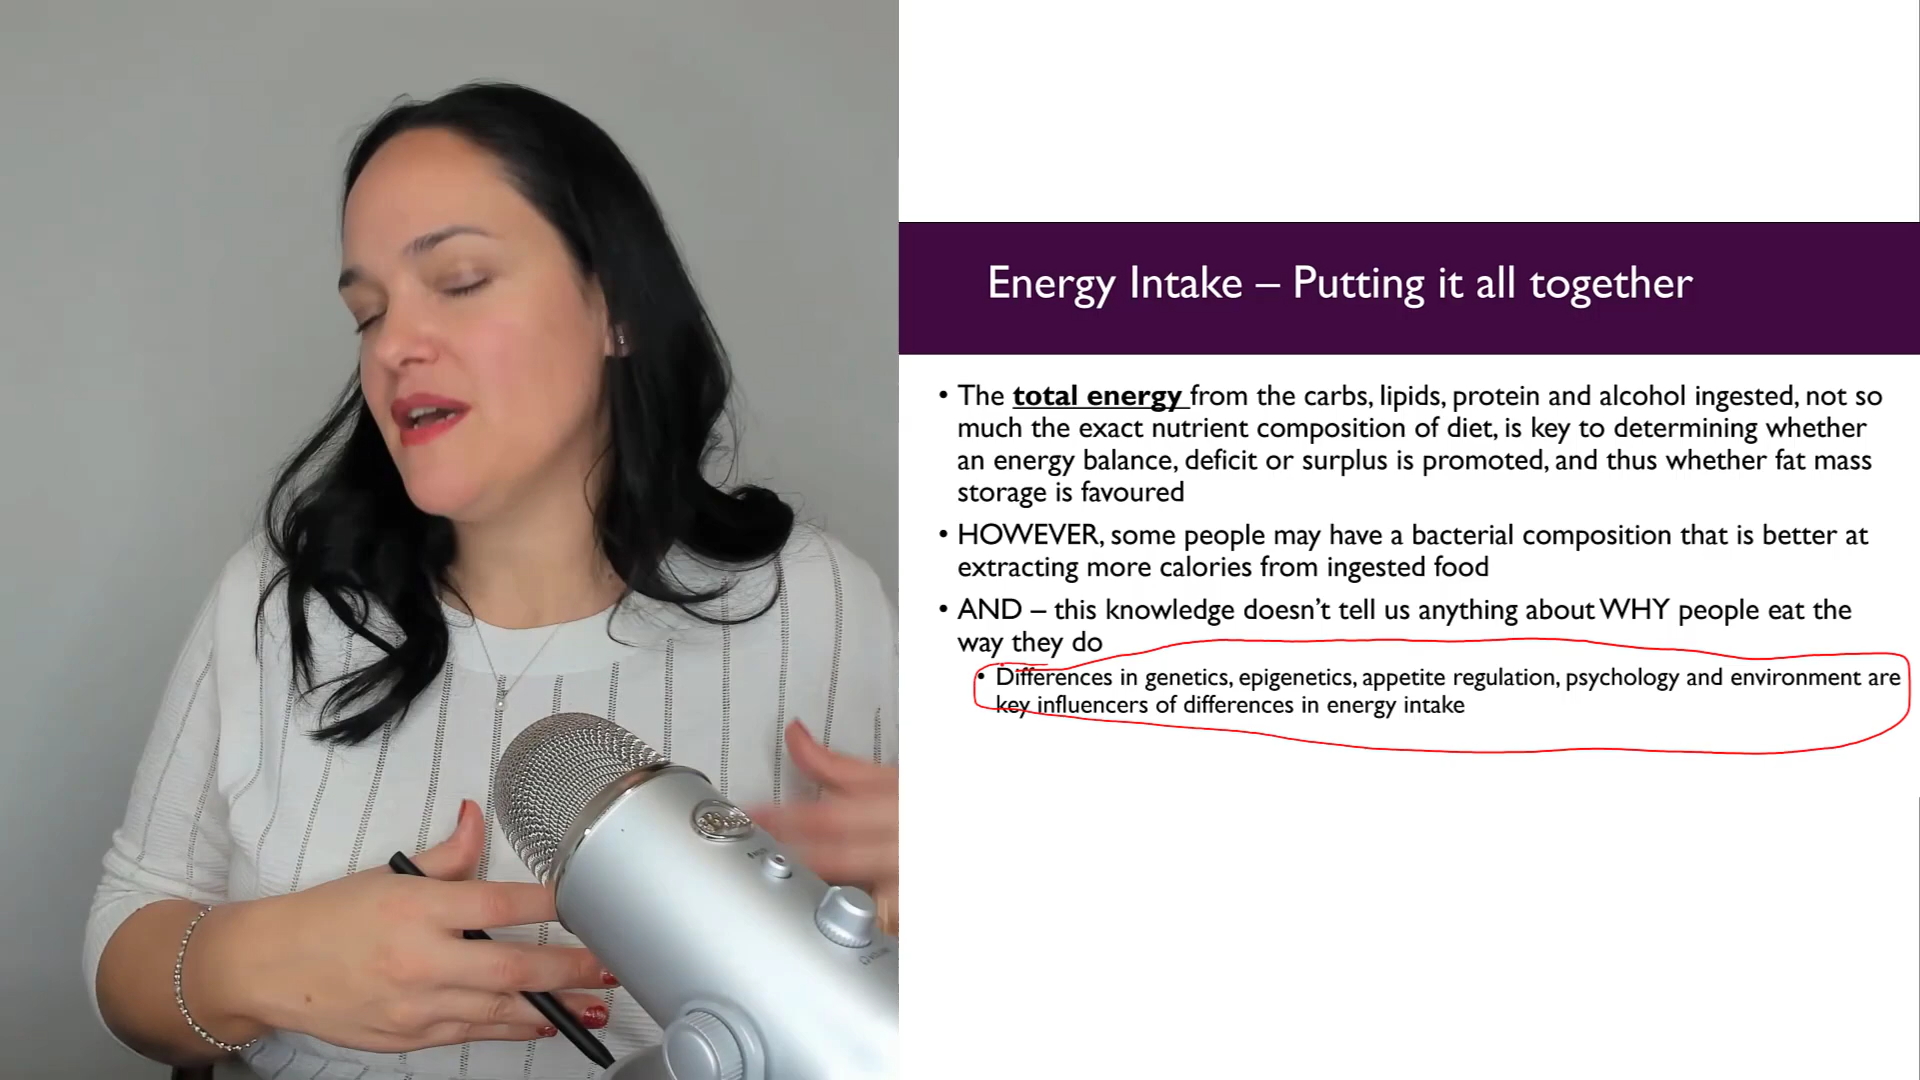 Energy Intake – Putting it all together
• The total energy from the carbs, lipids, protein and alcohol ingested, not so
much the exact nutrient composition of diet, is key to determining whether
an energy balance, deficit or surplus is promoted, and thus whether fat mass
storage is favoured
• HOWEVER, some people may have a bacterial composition that is better at
extracting more calories from ingested food
• AND – this knowledge doesn’t tell us anything about WHY people eat the
way they do
• Differences in genetics, epigenetics, appetite regulation, psychology and environment are
key influencers of differences in energy intake